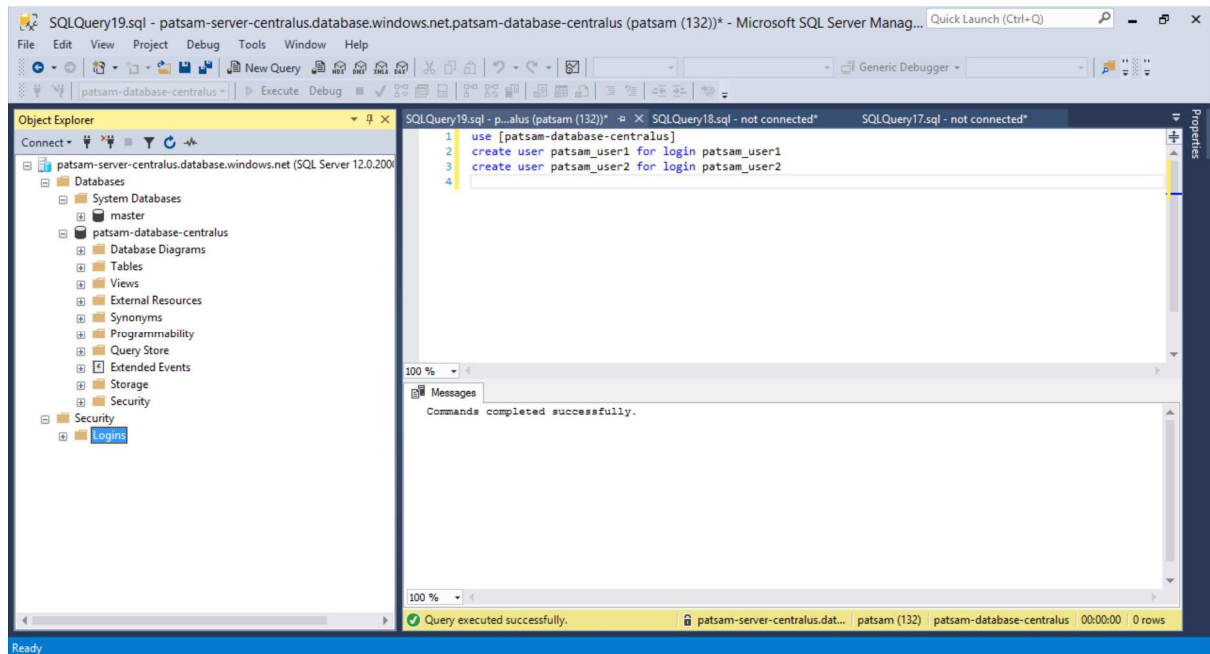 SQLQuery19.sql - patsam-server-centralus.database.windows.net.patsam-database-centralus (patsam (132))* - Microsoft SQL Server Manag...
Quick Launch (Ctrl+Q)
File Edit View Project Debug Tools Window Help
New Query
Generic Debugger
patsam-database-centralus Execute Debug
Object Explorer
Connect
patsam-server-centralus.database.windows.net (SQL Server 12.0.200
Databases
System Databases
master
patsam-database-centralus
Database Diagrams
Tables
Views
External Resources
Synonyms
Programmability
Query Store
Extended Events
Storage
Security
Security
Logins
SQLQuery19.sql - p...alus (patsam (132))* SQLQuery18.sql - not connected* SQLQuery17.sql - not connected*
1 use [patsam-database-centralus]
2 create user patsam_user1 for login patsam_user1
3 create user patsam_user2 for login patsam_user2
4
100 %
Messages
Commands completed successfully.
100 %
Query executed successfully. patsam-server-centralus.dat... patsam (132) patsam-database-centralus 00:00:00 0 rows
Properties
Ready